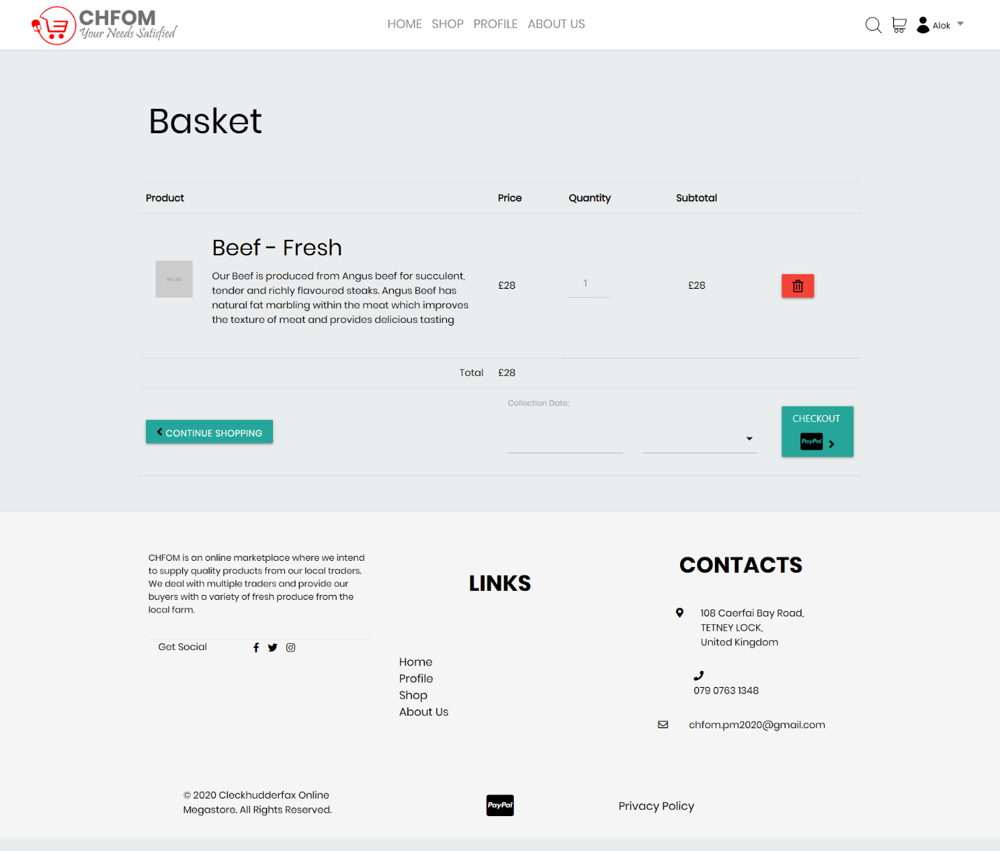 CHFOM
Your Needs Satisfied
HOME SHOP PROFILE ABOUT US
Alok
Basket
Product Price Quantity Subtotal
Beef - Fresh
Our Beef is produced from Angus beef for succulent,
tender and richly flavoured steaks. Angus Beef has
natural fat marbling within the meat which improves
the texture of meat and provides delicious tasting
£28 1 £28
Total £28
Collection Date:
CONTINUE SHOPPING
CHECKOUT
PayPal
CHFOM is an online marketplace where we intend
to supply quality products from our local traders.
We deal with multiple traders and provide our
buyers with a variety of fresh produce from the
local farm.
Get Social
LINKS
Home
Profile
Shop
About Us
CONTACTS
108 Caerfai Bay Road,
TETNEY LOCK,
United Kingdom
079 0763 1348
chfom.pm2020@gmail.com
© 2020 Cleckhudderfax Online
Megastore. All Rights Reserved.
PayPal
Privacy Policy